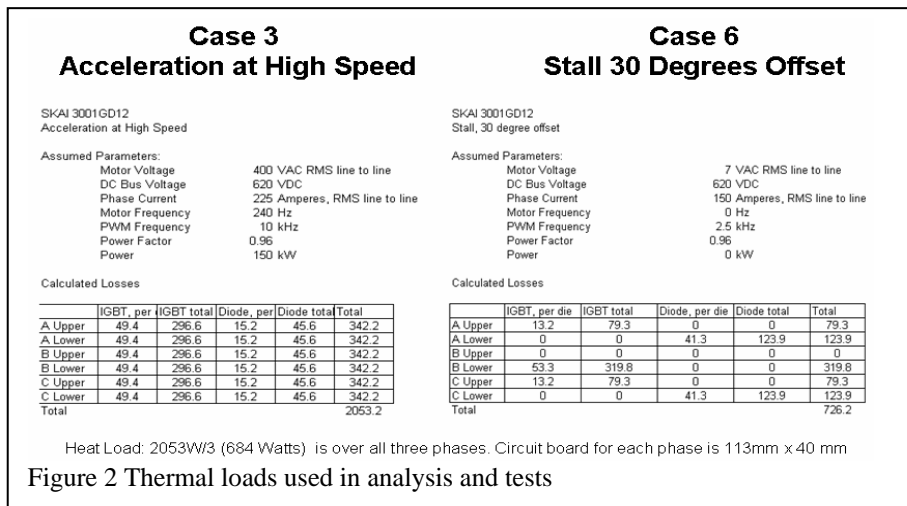 Case 3
Acceleration at High Speed
SKAI 3001GD12
Acceleration at High Speed
Assumed Parameters:
Motor Voltage 400 VAC RMS line to line
DC Bus Voltage 620 VDC
Phase Current 225 Amperes, RMS line to line
Motor Frequency 240 Hz
PWM Frequency 10 kHz
Power Factor 0.96
Power 150 kW
Calculated Losses
IGBT, per IGBT total Diode, per Diode total Total
A Upper 49.4 296.6 15.2 45.6 342.2
A Lower 49.4 296.6 15.2 45.6 342.2
B Upper 49.4 296.6 15.2 45.6 342.2
B Lower 49.4 296.6 15.2 45.6 342.2
C Upper 49.4 296.6 15.2 45.6 342.2
C Lower 49.4 296.6 15.2 45.6 342.2
Total 2053.2
Case 6
Stall 30 Degrees Offset
SKAI 3001GD12
Stall, 30 degree offset
Assumed Parameters:
Motor Voltage 7 VAC RMS line to line
DC Bus Voltage 620 VDC
Phase Current 150 Amperes, RMS line to line
Motor Frequency 0 Hz
PWM Frequency 2.5 kHz
Power Factor 0.96
Power 0 kW
Calculated Losses
IGBT, per die IGBT total Diode, per die Diode total Total
A Upper 13.2 79.3 0 0 79.3
A Lower 0 0 41.3 123.9 123.9
B Upper 0 0 0 0 0
B Lower 53.3 319.8 0 0 319.8
C Upper 13.2 79.3 0 0 79.3
C Lower 0 0 41.3 123.9 123.9
Total 726.2
Heat Load: 2053W/3 (684 Watts) is over all three phases. Circuit board for each phase is 113mm x 40 mm
Figure 2 Thermal loads used in analysis and tests